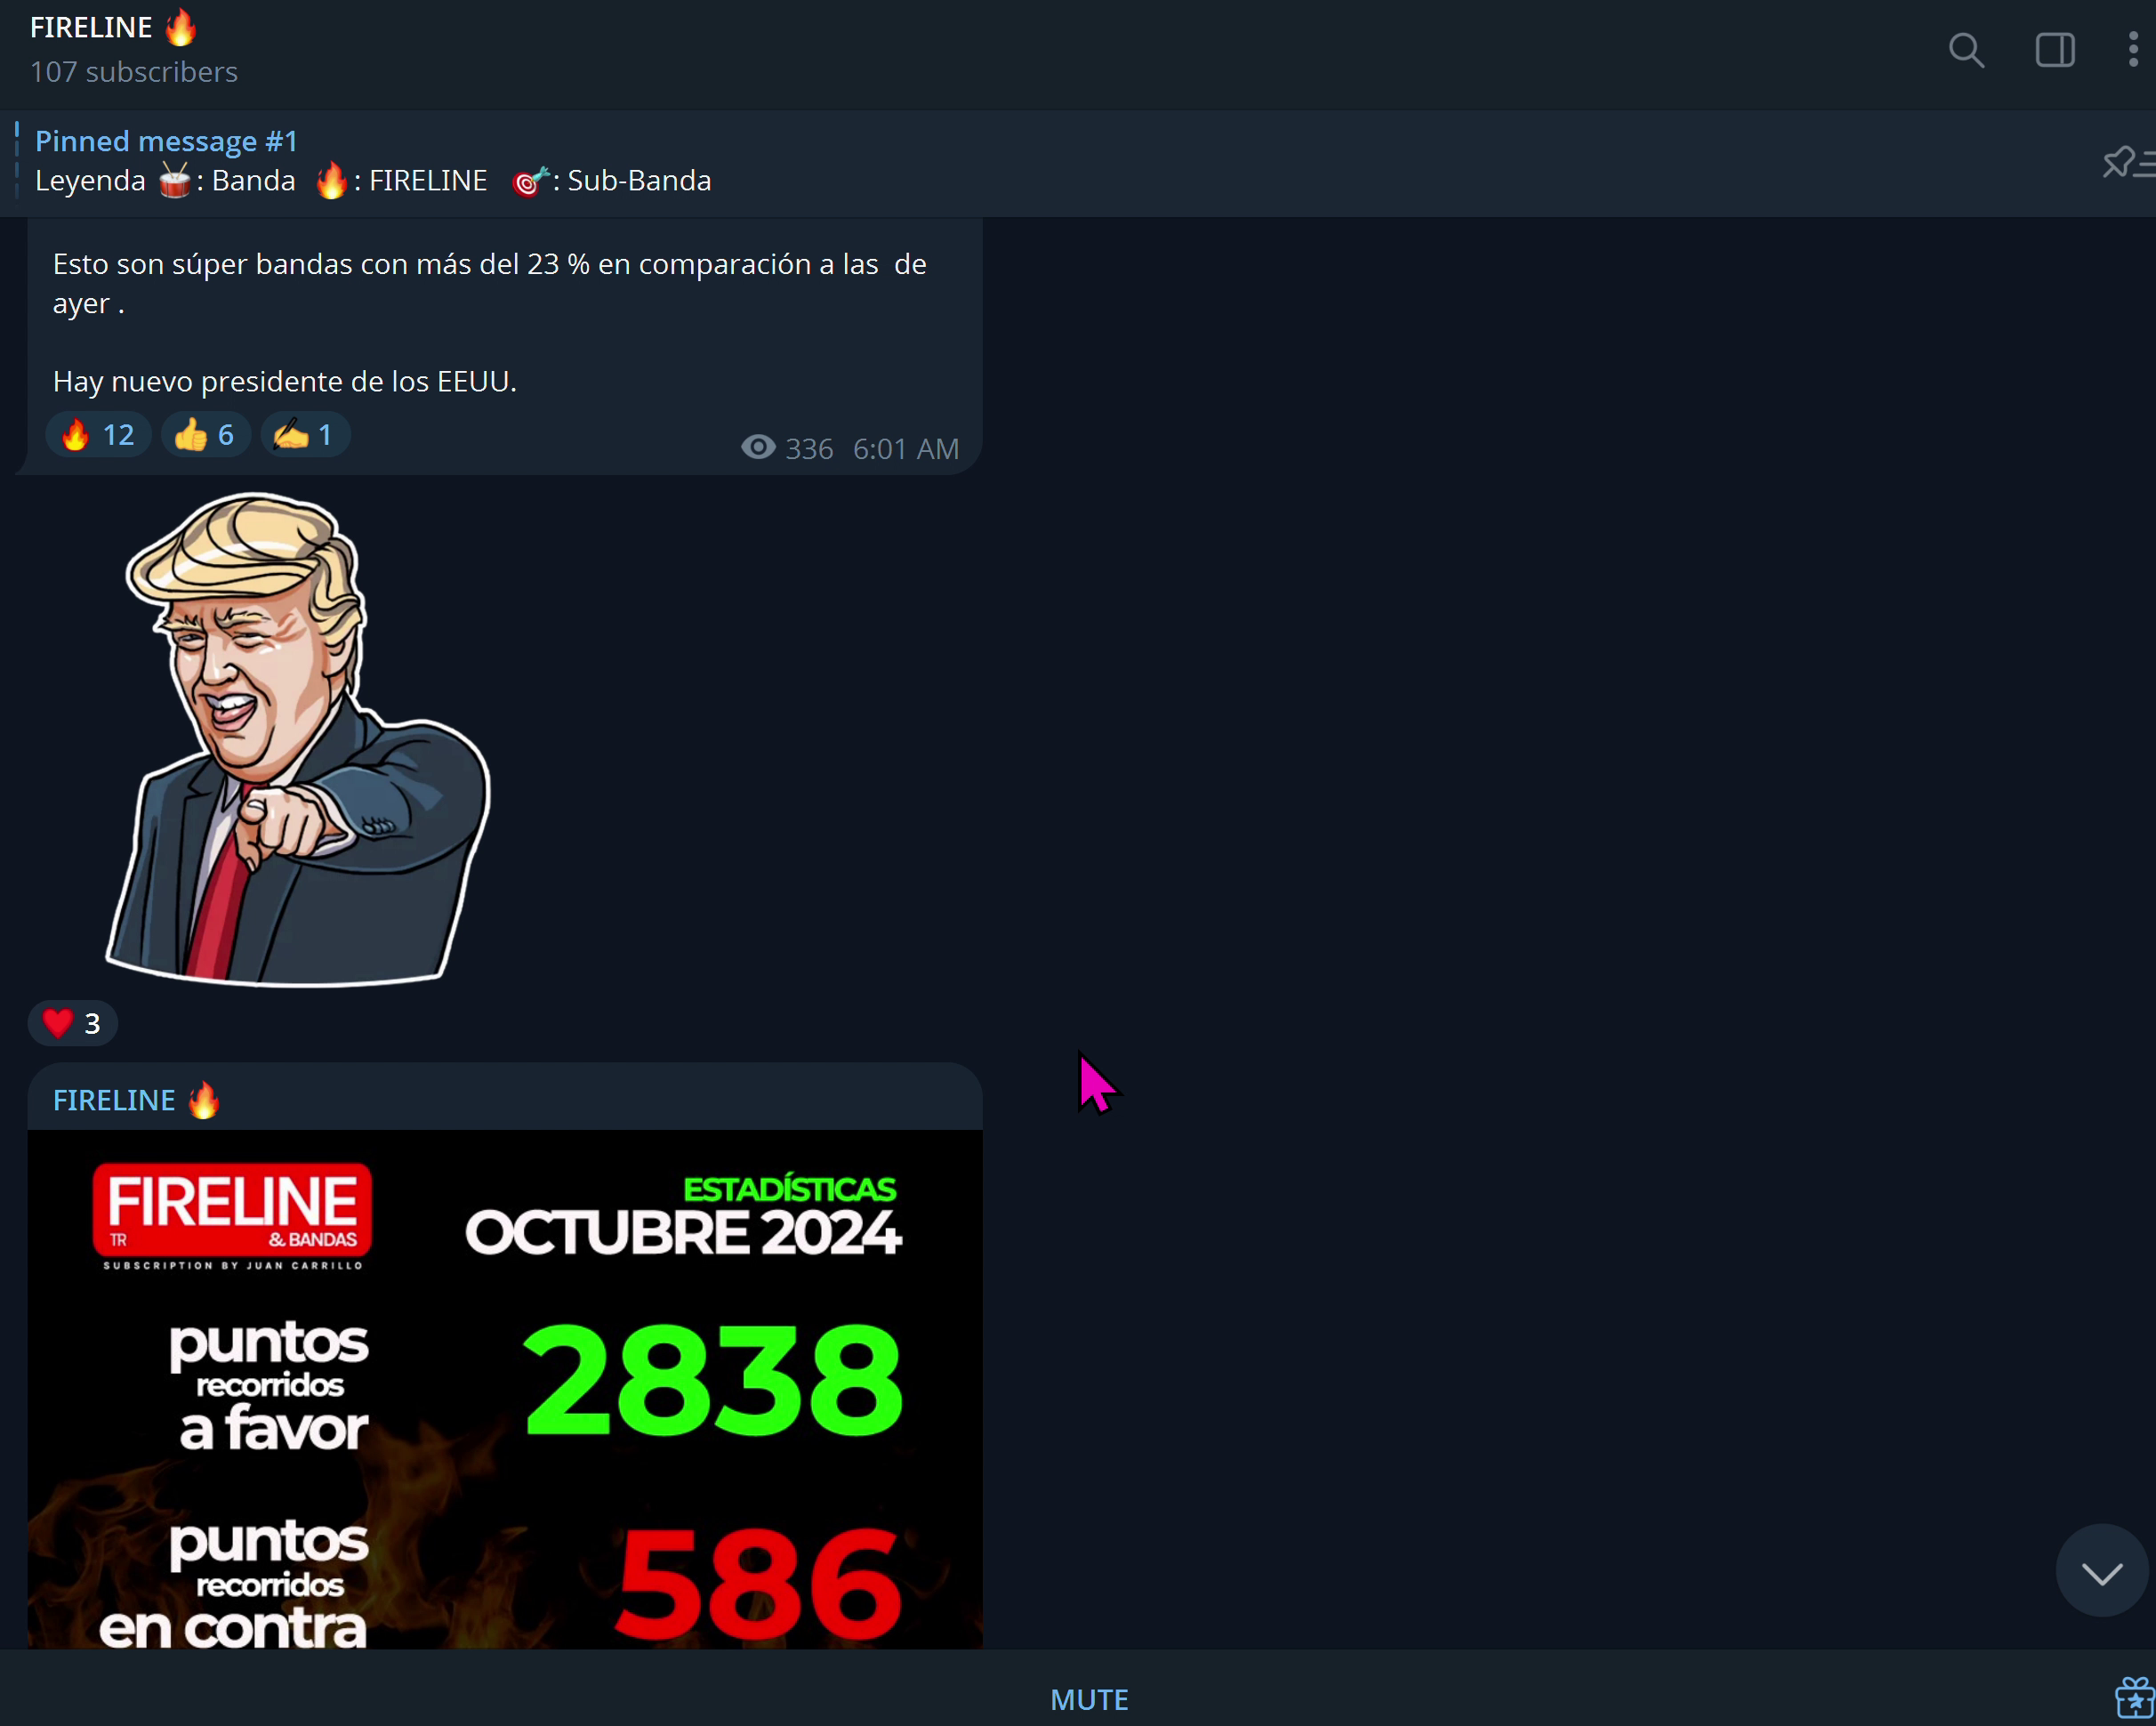 FIRELINE 🔥
107 subscribers
Pinned message #1
Leyenda 🥁: Banda 🔥: FIRELINE 🎯: Sub-Banda
Esto son súper bandas con más del 23 % en comparación a las  de
ayer .
Hay nuevo presidente de los EEUU.
🔥 12 👍 6 ✍️ 1
336 6:01 AM
❤️ 3
FIRELINE 🔥
FIRELINE
TR & BANDAS
SUBSCRIPTION BY JUAN CARRILLO
ESTADÍSTICAS
OCTUBRE 2024
puntos
recorridos
a favor
2838
puntos
recorridos
en contra
586
MUTE